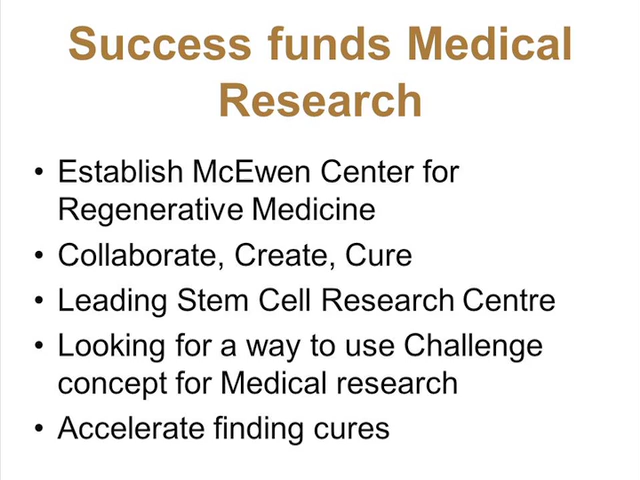 Success funds Medical
Research
• Establish McEwen Center for
Regenerative Medicine
• Collaborate, Create, Cure
• Leading Stem Cell Research Centre
• Looking for a way to use Challenge
concept for Medical research
• Accelerate finding cures